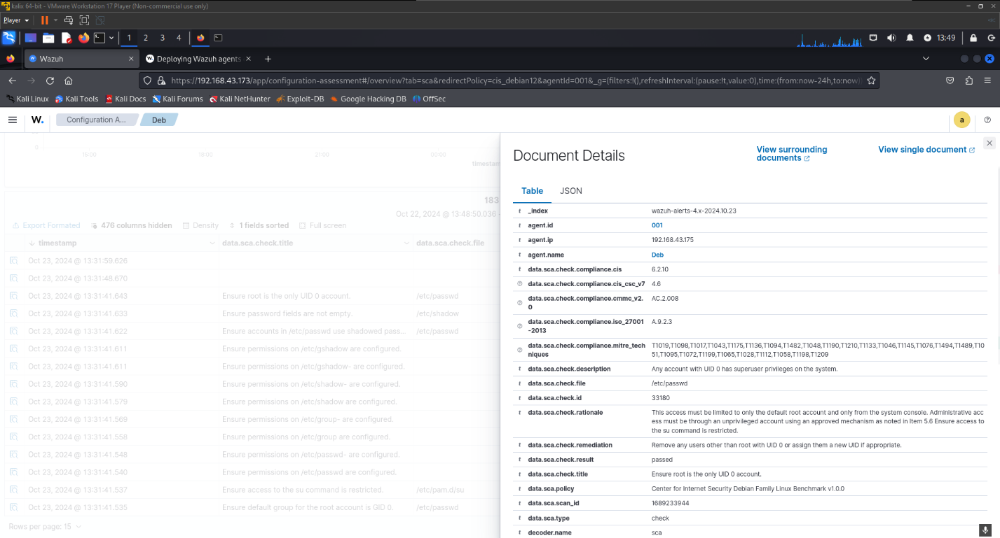 kalix 64-bit - VMware Workstation 17 Player (Non-commercial use only)
Player
1 2 3 4
13:49
Wazuh
Deploying Wazuh agents
https://192.168.43.173/app/configuration-assessment#/overview?tab=sca&redirectPolicy=cis_debian12&agentId=001&_g=(filters:!(),refreshInterval:(pause:!t,value:0),time:(from:now-24h,to:now))
Kali Linux Kali Tools Kali Docs Kali Forums Kali NetHunter Exploit-DB Google Hacking DB OffSec
W. Configuration A... Deb a
0
15:00 18:00 21:00 00:00
timestam
183
Oct 22, 2024 @ 13:48:50.036 -
Export Formated 476 columns hidden Density 1 fields sorted Full screen
timestamp data.sca.check.title data.sca.check.file
Oct 23, 2024 @ 13:31:59.626
Oct 23, 2024 @ 13:31:48.670
Oct 23, 2024 @ 13:31:41.643 Ensure root is the only UID 0 account. /etc/passwd
Oct 23, 2024 @ 13:31:41.633 Ensure password fields are not empty. /etc/shadow
Oct 23, 2024 @ 13:31:41.622 Ensure accounts in /etc/passwd use shadowed pass... /etc/passwd
Oct 23, 2024 @ 13:31:41.611 Ensure permissions on /etc/gshadow are configured.
Oct 23, 2024 @ 13:31:41.611 Ensure permissions on /etc/gshadow- are configured.
Oct 23, 2024 @ 13:31:41.590 Ensure permissions on /etc/shadow- are configured.
Oct 23, 2024 @ 13:31:41.579 Ensure permissions on /etc/shadow are configured.
Oct 23, 2024 @ 13:31:41.569 Ensure permissions on /etc/group- are configured.
Oct 23, 2024 @ 13:31:41.558 Ensure permissions on /etc/group are configured.
Oct 23, 2024 @ 13:31:41.548 Ensure permissions on /etc/passwd- are configured.
Oct 23, 2024 @ 13:31:41.540 Ensure permissions on /etc/passwd are configured.
Oct 23, 2024 @ 13:31:41.537 Ensure access to the su command is restricted. /etc/pam.d/su
Oct 23, 2024 @ 13:31:41.535 Ensure default group for the root account is GID 0. /etc/passwd
Rows per page: 15
Document Details
View surrounding
documents
View single document
Table JSON
t _index wazuh-alerts-4.x-2024.10.23
t agent.id 001
t agent.ip 192.168.43.175
t agent.name Deb
t data.sca.check.compliance.cis 6.2.10
data.sca.check.compliance.cis_csc_v7 4.6
data.sca.check.compliance.cmmc_v2. AC.2.008
0
data.sca.check.compliance.iso_27001 A.9.2.3
-2013
data.sca.check.compliance.mitre_tech T1019,T1098,T1017,T1043,T1175,T1136,T1094,T1482,T1048,T1190,T1210,T1133,T1046,T1145,T1076,T1494,T1489,T10
niques 51,T1095,T1072,T1199,T1065,T1028,T1112,T1058,T1198,T1209
t data.sca.check.description Any account with UID 0 has superuser privileges on the system.
t data.sca.check.file /etc/passwd
t data.sca.check.id 33180
t data.sca.check.rationale This access must be limited to only the default root account and only from the system console. Administrative acc
ess must be through an unprivileged account using an approved mechanism as noted in Item 5.6 Ensure access to
the su command is restricted.
t data.sca.check.remediation Remove any users other than root with UID 0 or assign them a new UID if appropriate.
t data.sca.check.result passed
t data.sca.check.title Ensure root is the only UID 0 account.
t data.sca.policy Center for Internet Security Debian Family Linux Benchmark v1.0.0
t data.sca.scan_id 1689233944
t data.sca.type check
t decoder.name sca